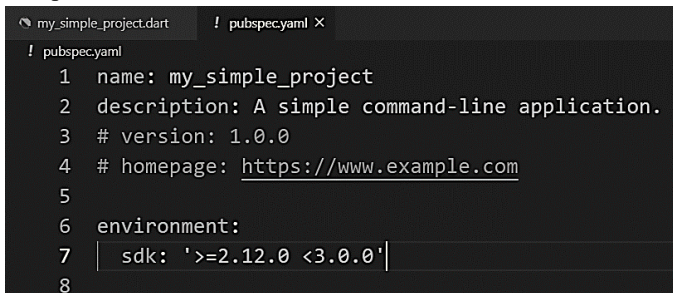 my_simple_project.dart ! pubspec.yaml ×
! pubspec.yaml
1 name: my_simple_project
2 description: A simple command-line application.
3 # version: 1.0.0
4 # homepage: https://www.example.com
5
6 environment:
7 sdk: '>=2.12.0 <3.0.0'
8